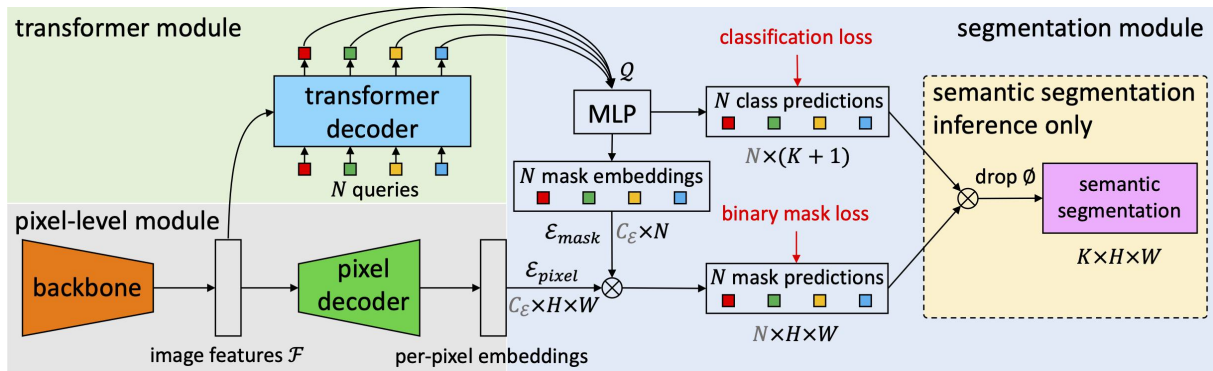 transformer module
transformer
decoder
N queries
pixel-level module
backbone
image features ℱ
pixel
decoder
per-pixel embeddings
segmentation module
𝒬
MLP
N mask embeddings
ℰmask
Cℰ×N
ℰpixel
Cℰ×H×W
classification loss
N class predictions
N×(K + 1)
binary mask loss
N mask predictions
N×H×W
semantic segmentation
inference only
drop ∅
semantic
segmentation
K×H×W